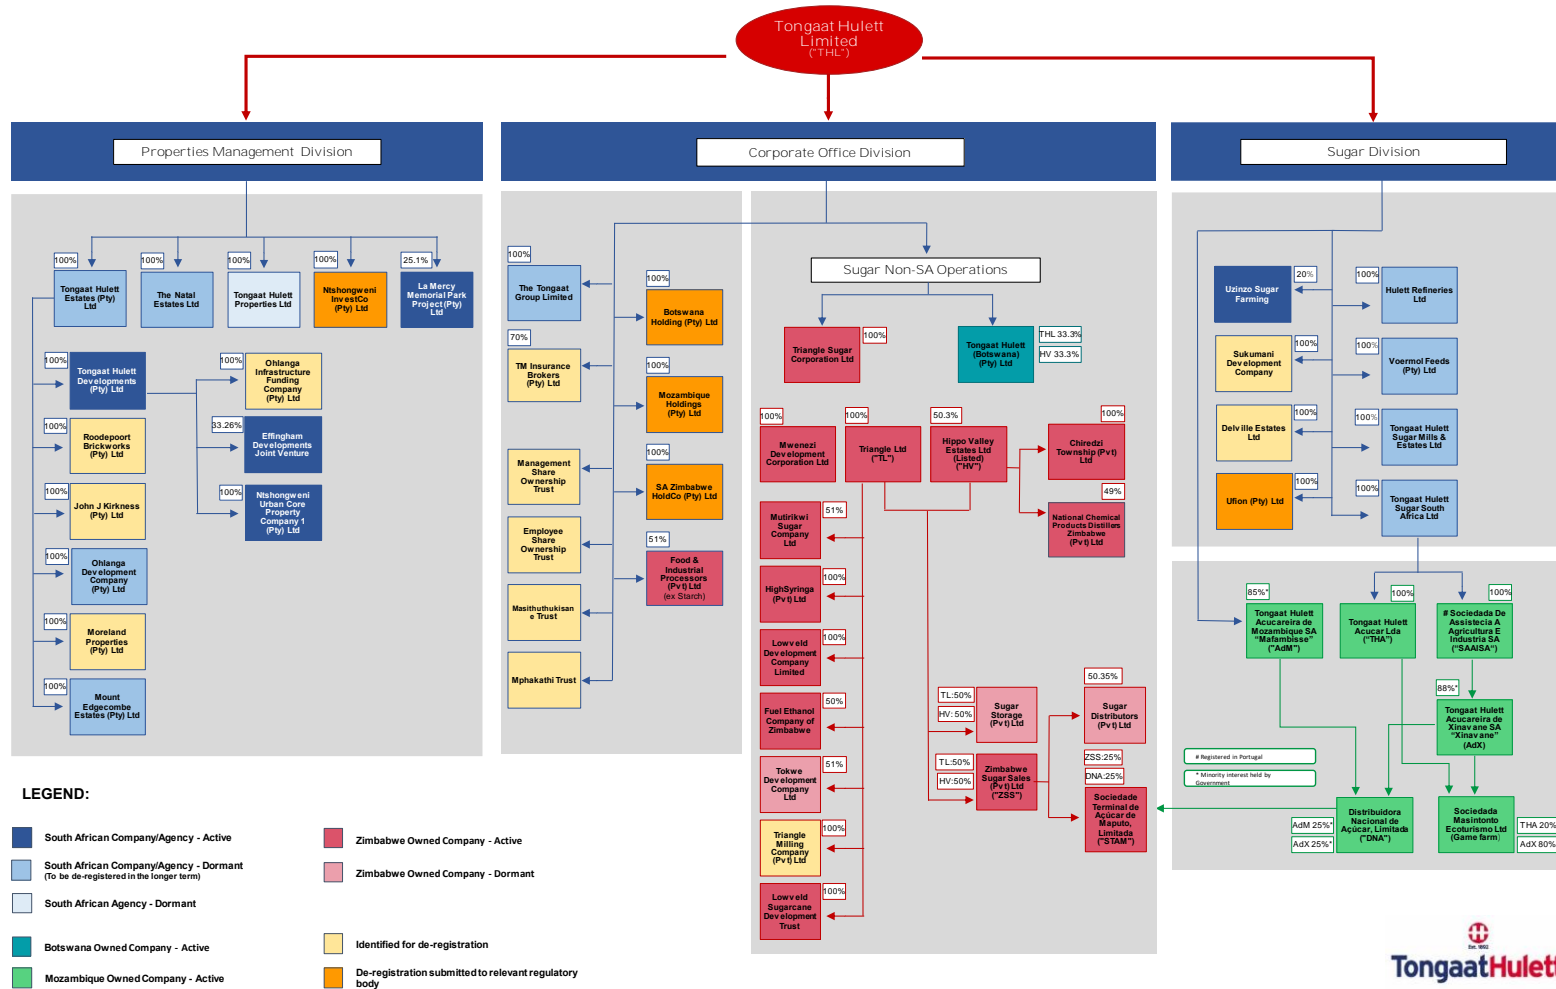 Tongaat Hulett
Limited
("THL")
Properties Management Division
Corporate Office Division
Sugar Division
100%
Tongaat Hulett
Estates (Pty)
Ltd
100%
The Natal
Estates Ltd
100%
Tongaat Hulett
Properties Ltd
100%
Ntshongweni
InvestCo
(Pty) Ltd
25.1%
La Mercy
Memorial Park
Project (Pty)
Ltd
100%
Tongaat Hulett
Developments
(Pty) Ltd
100%
Ohlanga
Infrastructure
Funding
Company
(Pty) Ltd
100%
Roodepoort
Brickworks
(Pty) Ltd
33.26%
Effingham
Developments
Joint Venture
100%
John J Kirkness
(Pty) Ltd
100%
Ntshongweni
Urban Core
Property
Company 1
(Pty) Ltd
100%
Ohlanga
Development
Company
(Pty) Ltd
100%
Moreland
Properties
(Pty) Ltd
100%
Mount
Edgecombe
Estates (Pty) Ltd
100%
The Tongaat
Group Limited
100%
Botswana
Holding (Pty) Ltd
70%
TM Insurance
Brokers
(Pty) Ltd
100%
Mozambique
Holdings
(Pty) Ltd
Management
Share
Ownership
Trust
100%
SA Zimbabwe
HoldCo (Pty) Ltd
Employee
Share
Ownership
Trust
51%
Food &
Industrial
Processors
(Pvt) Ltd
(ex Starch)
Masithuthukisan
e Trust
Mphakathi Trust
Sugar Non-SA Operations
Triangle Sugar
Corporation Ltd
100%
Tongaat Hulett
(Botswana)
(Pty) Ltd
THL 33.3%
HV 33.3%
100%
Mwenezi
Development
Corporation Ltd
100%
Triangle Ltd
("TL")
50.3%
Hippo Valley
Estates Ltd
(Listed)
("HV")
100%
Chiredzi
Township (Pvt)
Ltd
49%
National Chemical
Products Distillers
Zimbabwe
(Pvt) Ltd
Mutirikwi
Sugar
Company
Ltd
51%
HighSyringa
(Pvt) Ltd
100%
Lowveld
Development
Company
Limited
100%
Fuel Ethanol
Company of
Zimbabwe
50%
Tokwe
Development
Company
Ltd
51%
Triangle
Milling
Company
(Pvt) Ltd
100%
Lowveld
Sugarcane
Development
Trust
100%
TL:50%
HV:50%
Sugar
Storage
(Pvt) Ltd
50.35%
Sugar
Distributors
(Pvt) Ltd
TL:50%
HV:50%
Zimbabwe
Sugar Sales
(Pvt) Ltd
("ZSS")
ZSS:25%
DNA:25%
Sociedade
Terminal de
Açúcar de
Maputo,
Limitada
("STAM")
Uzinzo Sugar
Farming
20%
100%
Hulett Refineries
Ltd
Sukumani
Development
Company
100%
100%
Voermol Feeds
(Pty) Ltd
Delville Estates
Ltd
100%
100%
Tongaat Hulett
Sugar Mills &
Estates Ltd
Ufion (Pty) Ltd
100%
100%
Tongaat Hulett
Sugar South
Africa Ltd
85%*
Tongaat Hulett
Acucareira de
Mozambique SA
"Mafambisse"
("AdM")
100%
Tongaat Hulett
Acucar Lda
("THA")
100%
# Sociedada De
Assistecia A
Agricultura E
Industria SA
("SAAISA")
88%*
Tongaat Hulett
Acucareira de
Xinavane SA
"Xinavane"
(AdX)
# Registered in Portugal
* Minority interest held by
Government
AdM 25%*
AdX 25%*
Distribuidora
Nacional de
Açúcar, Limitada
("DNA")
Sociedada
Masintonto
Ecoturismo Ltd
(Game farm)
THA 20%
AdX 80%
LEGEND:
South African Company/Agency - Active
South African Company/Agency - Dormant
(To be de-registered in the longer term)
South African Agency - Dormant
Botswana Owned Company - Active
Mozambique Owned Company - Active
Zimbabwe Owned Company - Active
Zimbabwe Owned Company - Dormant
Identified for de-registration
De-registration submitted to relevant regulatory
body
Est. 1892
TongaatHulett